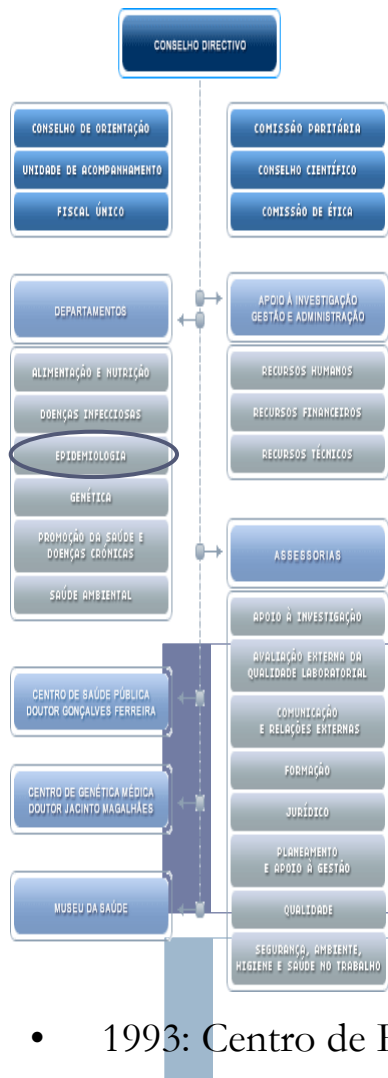 CONSELHO DIRECTIVO
CONSELHO DE ORIENTAÇÃO
UNIDADE DE ACOMPANHAMENTO
FISCAL ÚNICO
COMISSÃO PARITÁRIA
CONSELHO CIENTÍFICO
COMISSÃO DE ÉTICA
DEPARTAMENTOS
ALIMENTAÇÃO E NUTRIÇÃO
DOENÇAS INFECCIOSAS
EPIDEMIOLOGIA
GENÉTICA
PROMOÇÃO DA SAÚDE E
DOENÇAS CRÓNICAS
SAÚDE AMBIENTAL
APOIO À INVESTIGAÇÃO
GESTÃO E ADMINISTRAÇÃO
RECURSOS HUMANOS
RECURSOS FINANCEIROS
RECURSOS TÉCNICOS
ASSESSORIAS
APOIO À INVESTIGAÇÃO
AVALIAÇÃO EXTERNA DA
QUALIDADE LABORATORIAL
COMUNICAÇÃO
E RELAÇÕES EXTERNAS
FORMAÇÃO
JURÍDICO
PLANEAMENTO
E APOIO À GESTÃO
QUALIDADE
SEGURANÇA, AMBIENTE,
HIGIENE E SAÚDE NO TRABALHO
CENTRO DE SAÚDE PÚBLICA
DOUTOR GONÇALVES FERREIRA
CENTRO DE GENÉTICA MÉDICA
DOUTOR JACINTO MAGALHÃES
MUSEU DA SAÚDE
• 1993: Centro de